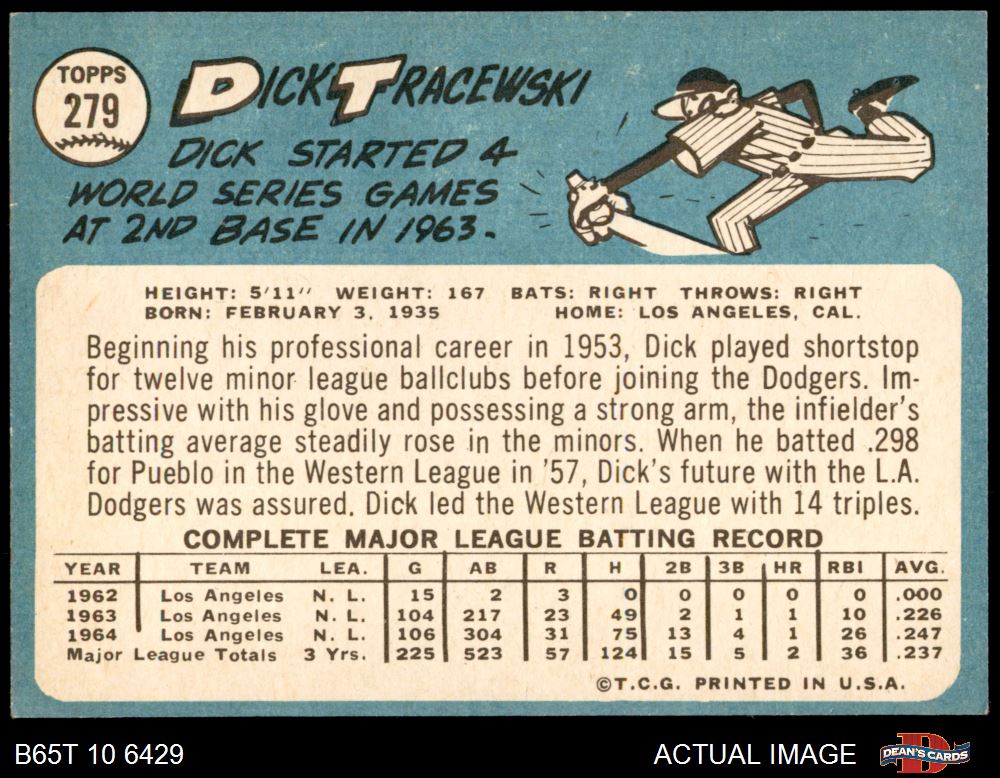 TOPPS
279
DICK TRACEWSKI
DICK STARTED 4
WORLD SERIES GAMES
AT 2ND BASE IN 1963.
HEIGHT: 5'11" WEIGHT: 167 BATS: RIGHT THROWS: RIGHT
BORN: FEBRUARY 3, 1935 HOME: LOS ANGELES, CAL.
Beginning his professional career in 1953, Dick played shortstop
for twelve minor league ballclubs before joining the Dodgers. Im-
pressive with his glove and possessing a strong arm, the infielder's
batting average steadily rose in the minors. When he batted .298
for Pueblo in the Western League in '57, Dick's future with the L.A.
Dodgers was assured. Dick led the Western League with 14 triples.
COMPLETE MAJOR LEAGUE BATTING RECORD
YEAR TEAM LEA. G AB R H 2B 3B HR RBI AVG.
1962 Los Angeles N. L. 15 2 3 0 0 0 0 0 .000
1963 Los Angeles N. L. 104 217 23 49 2 1 1 10 .226
1964 Los Angeles N. L. 106 304 31 75 13 4 1 26 .247
Major League Totals 3 Yrs. 225 523 57 124 15 5 2 36 .237
©T.C.G. PRINTED IN U.S.A.
B65T 10 6429 ACTUAL IMAGE DEAN'S CARDS